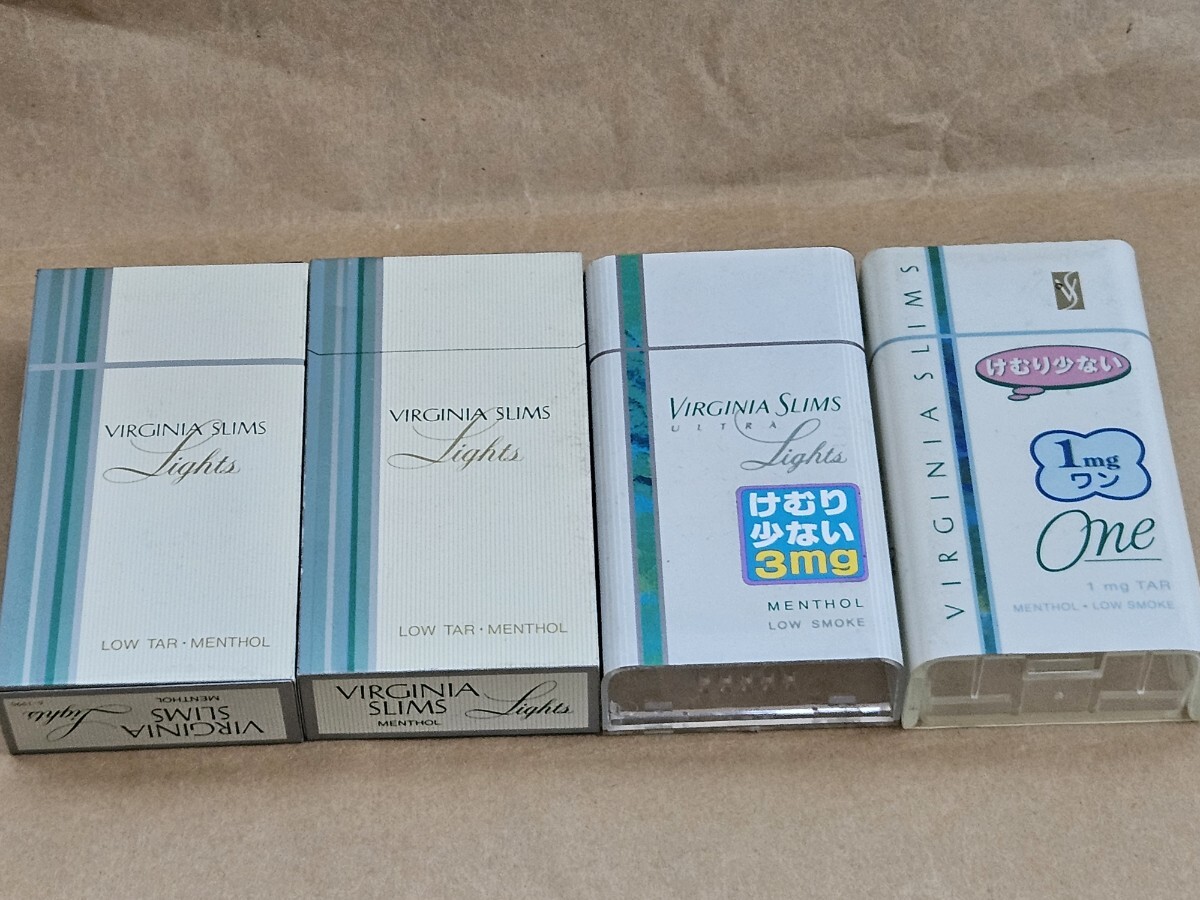 VIRGINIA SLIMS
Lights
LOW TAR · MENTHOL
VIRGINIA
SLIMS
Lights
MENTHOL
VIRGINIA SLIMS
Lights
LOW TAR · MENTHOL
VIRGINIA
SLIMS
Lights
MENTHOL
VIRGINIA SLIMS
ULTRA
Lights
けむり
少ない
3mg
MENTHOL
LOW SMOKE
VIRGINIA SLIMS
けむり少ない
1mg
ワン
One
1 mg TAR
MENTHOL · LOW SMOKE